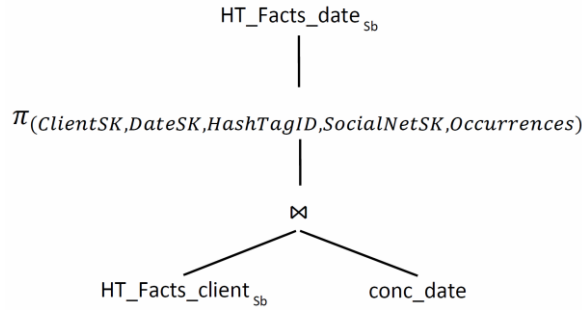 HT_Facts_date Sb
π(ClientSK,DateSK,HashTagID,SocialNetSK,Occurrences)
⋈
HT_Facts_client Sb conc_date